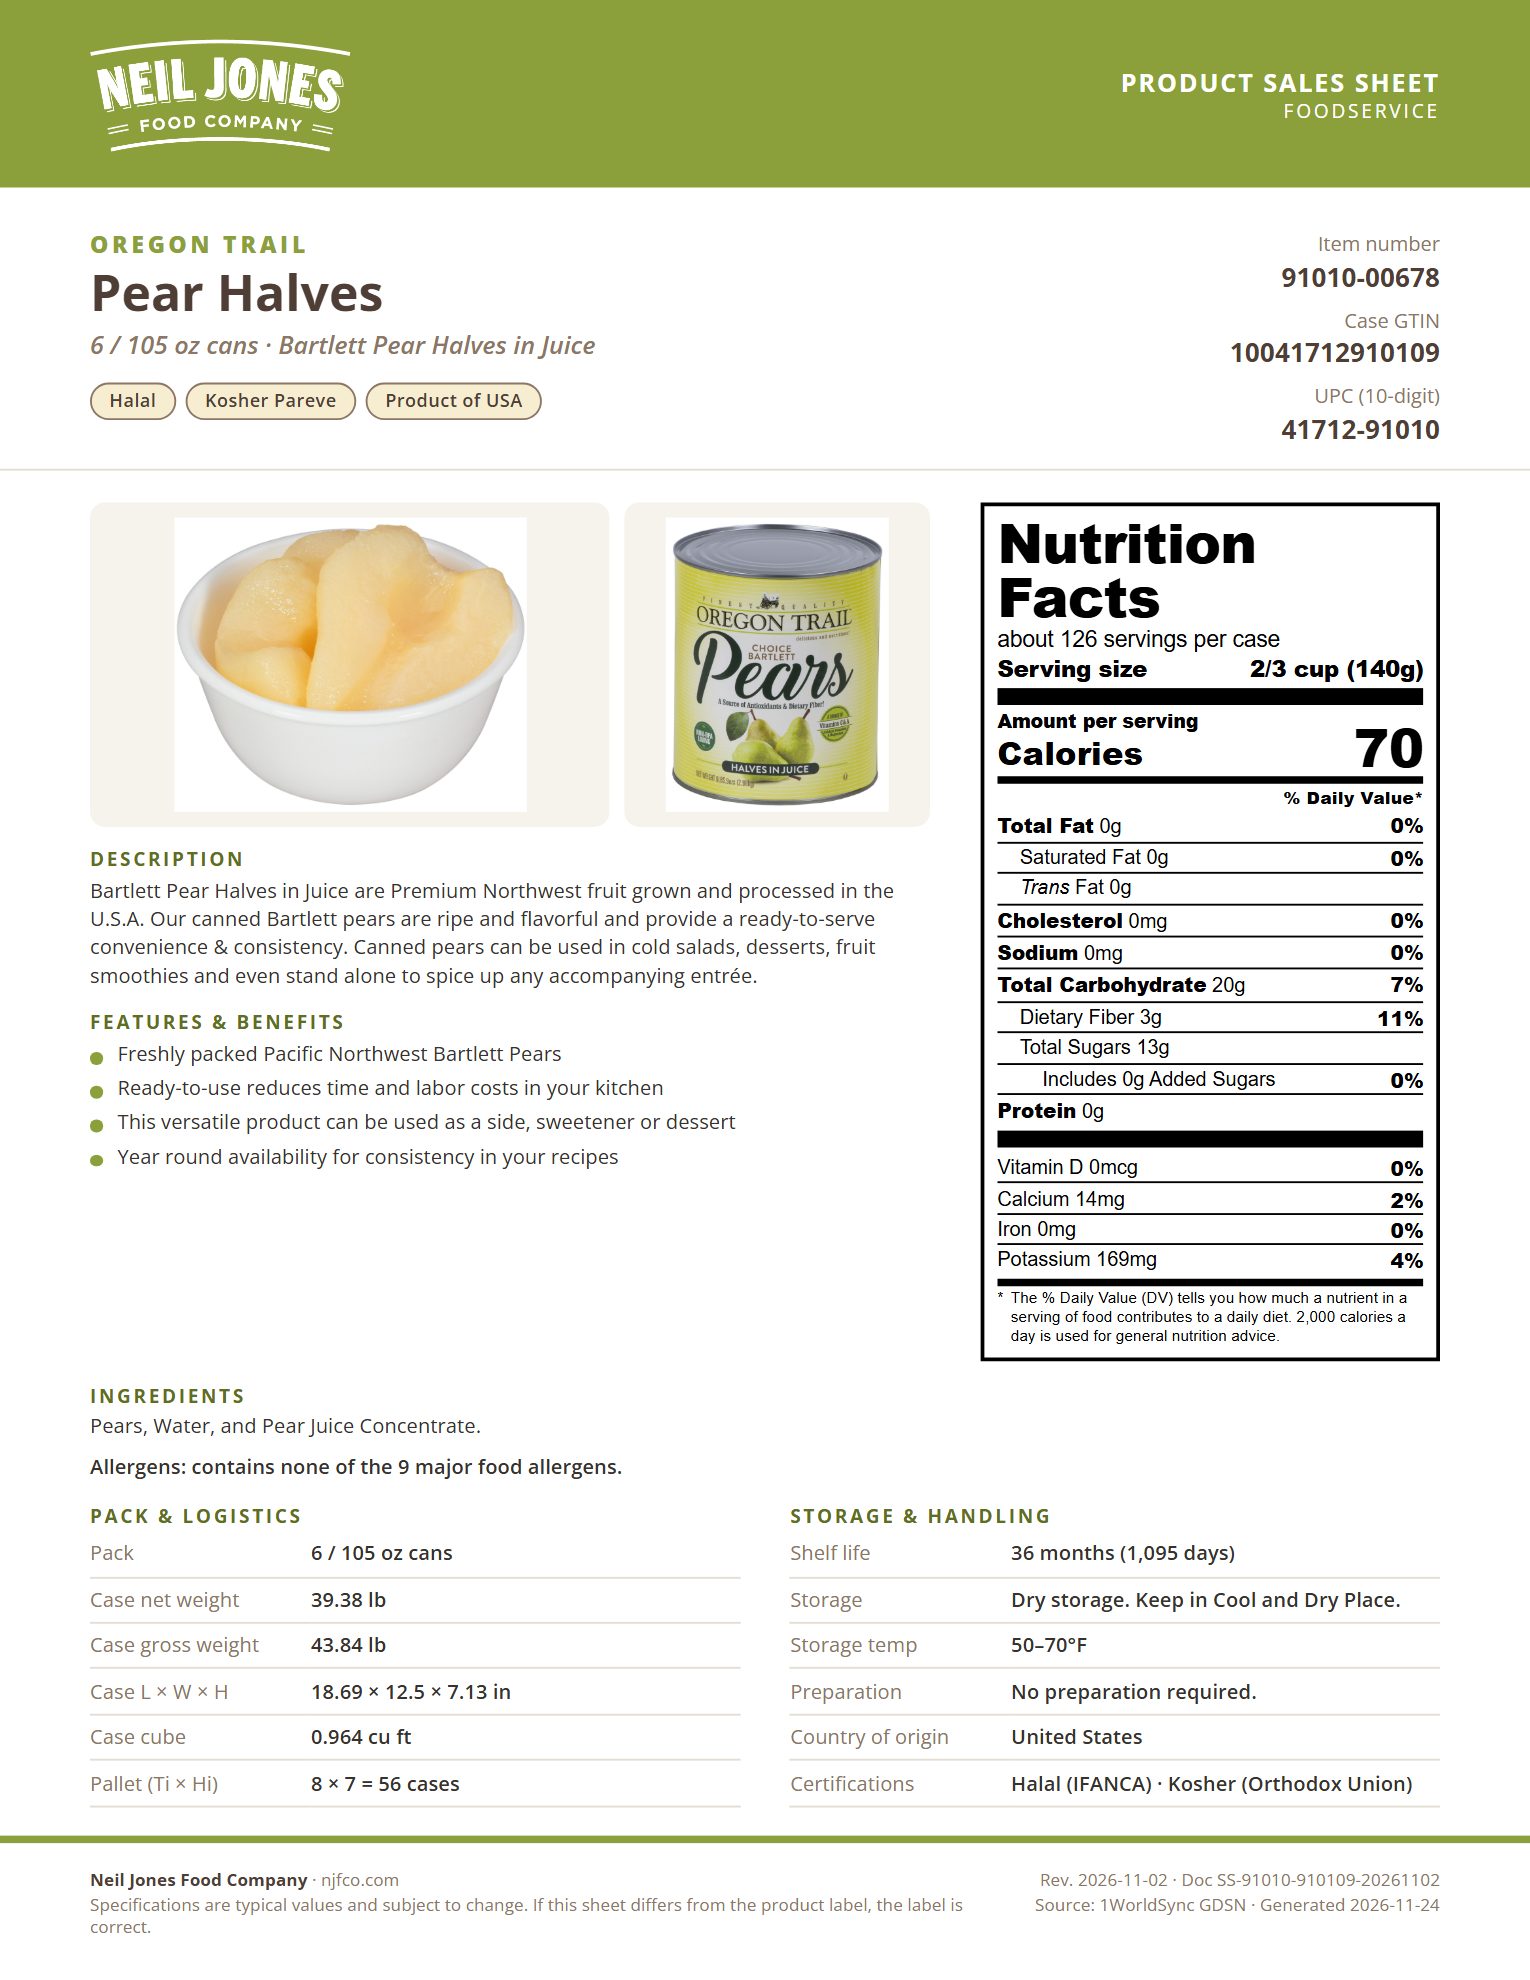 NEIL JONES
FOOD COMPANY
PRODUCT SALES SHEET
FOODSERVICE
OREGON TRAIL
Pear Halves
6 / 105 oz cans · Bartlett Pear Halves in Juice
Halal
Kosher Pareve
Product of USA
Item number
91010-00678
Case GTIN
10041712910109
UPC (10-digit)
41712-91010
FINEST QUALITY
OREGON TRAIL
delicious and nutritious
CHOICE
BARTLETT
Pears
A Source of Antioxidants & Dietary Fiber!
HALVES IN JUICE
DESCRIPTION
Bartlett Pear Halves in Juice are Premium Northwest fruit grown and processed in the
U.S.A. Our canned Bartlett pears are ripe and flavorful and provide a ready-to-serve
convenience & consistency. Canned pears can be used in cold salads, desserts, fruit
smoothies and even stand alone to spice up any accompanying entrée.
FEATURES & BENEFITS
Freshly packed Pacific Northwest Bartlett Pears
Ready-to-use reduces time and labor costs in your kitchen
This versatile product can be used as a side, sweetener or dessert
Year round availability for consistency in your recipes
Nutrition
Facts
about 126 servings per case
Serving size 2/3 cup (140g)
Amount per serving
Calories 70
% Daily Value*
Total Fat 0g 0%
Saturated Fat 0g 0%
Trans Fat 0g
Cholesterol 0mg 0%
Sodium 0mg 0%
Total Carbohydrate 20g 7%
Dietary Fiber 3g 11%
Total Sugars 13g
Includes 0g Added Sugars 0%
Protein 0g
Vitamin D 0mcg 0%
Calcium 14mg 2%
Iron 0mg 0%
Potassium 169mg 4%
* The % Daily Value (DV) tells you how much a nutrient in a
serving of food contributes to a daily diet. 2,000 calories a
day is used for general nutrition advice.
INGREDIENTS
Pears, Water, and Pear Juice Concentrate.
Allergens: contains none of the 9 major food allergens.
PACK & LOGISTICS
Pack 6 / 105 oz cans
Case net weight 39.38 lb
Case gross weight 43.84 lb
Case L × W × H 18.69 × 12.5 × 7.13 in
Case cube 0.964 cu ft
Pallet (Ti × Hi) 8 × 7 = 56 cases
STORAGE & HANDLING
Shelf life 36 months (1,095 days)
Storage Dry storage. Keep in Cool and Dry Place.
Storage temp 50–70°F
Preparation No preparation required.
Country of origin United States
Certifications Halal (IFANCA) · Kosher (Orthodox Union)
Neil Jones Food Company · njfco.com
Specifications are typical values and subject to change. If this sheet differs from the product label, the label is
correct.
Rev. 2026-11-02 · Doc SS-91010-910109-20261102
Source: 1WorldSync GDSN · Generated 2026-11-24